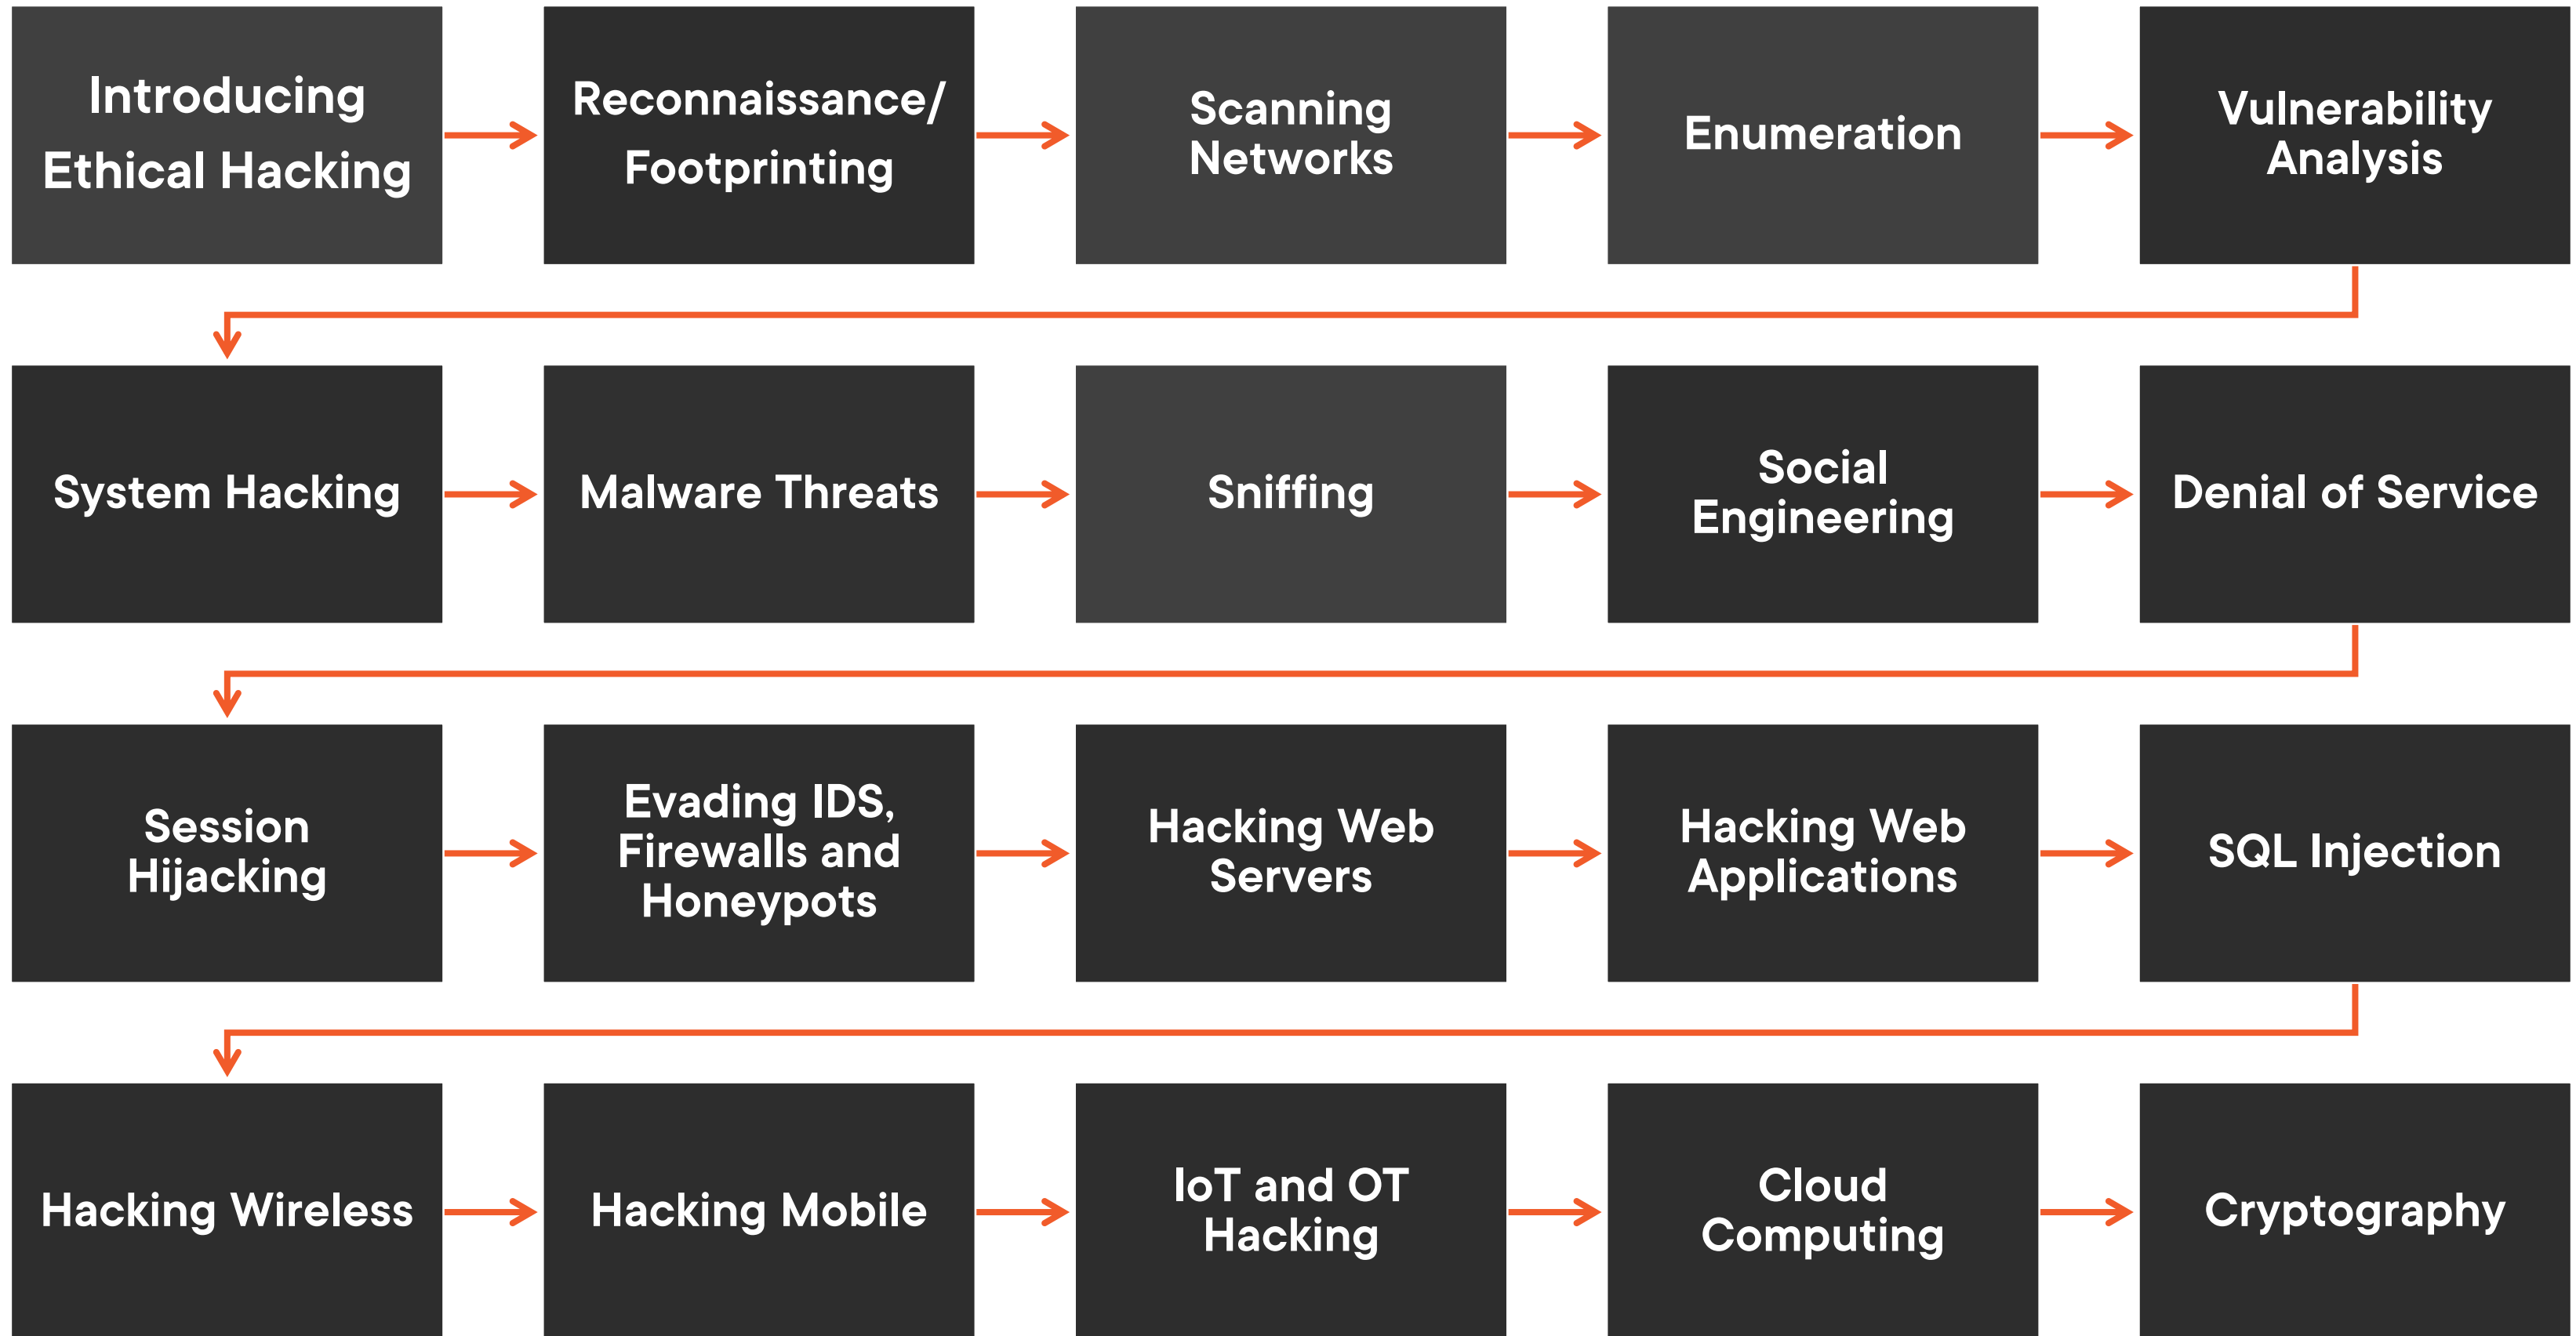 Introducing
Ethical Hacking
Reconnaissance/
Footprinting
Scanning
Networks
Enumeration
Vulnerability
Analysis
System Hacking
Malware Threats
Sniffing
Social
Engineering
Denial of Service
Session
Hijacking
Evading IDS,
Firewalls and
Honeypots
Hacking Web
Servers
Hacking Web
Applications
SQL Injection
Hacking Wireless
Hacking Mobile
IoT and OT
Hacking
Cloud
Computing
Cryptography